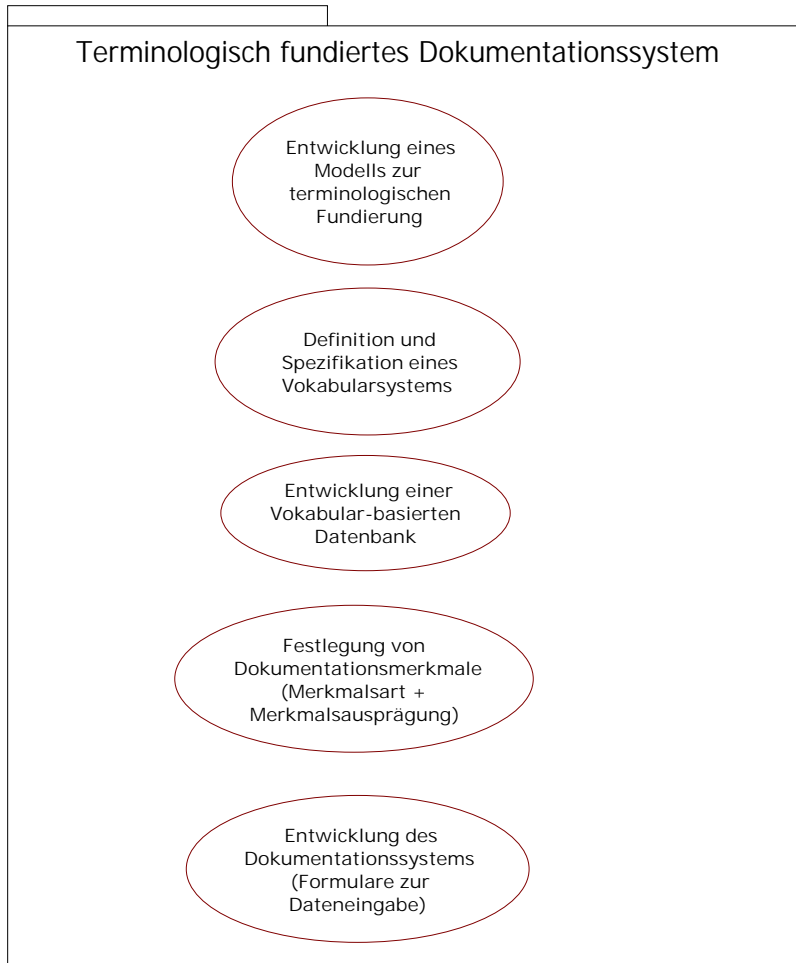 Terminologisch fundiertes Dokumentationssystem
Entwicklung eines
Modells zur
terminologischen
Fundierung
Definition und
Spezifikation eines
Vokabularsystems
Entwicklung einer
Vokabular-basierten
Datenbank
Festlegung von
Dokumentationsmerkmale
(Merkmalsart +
Merkmalsausprägung)
Entwicklung des
Dokumentationssystems
(Formulare zur
Dateneingabe)